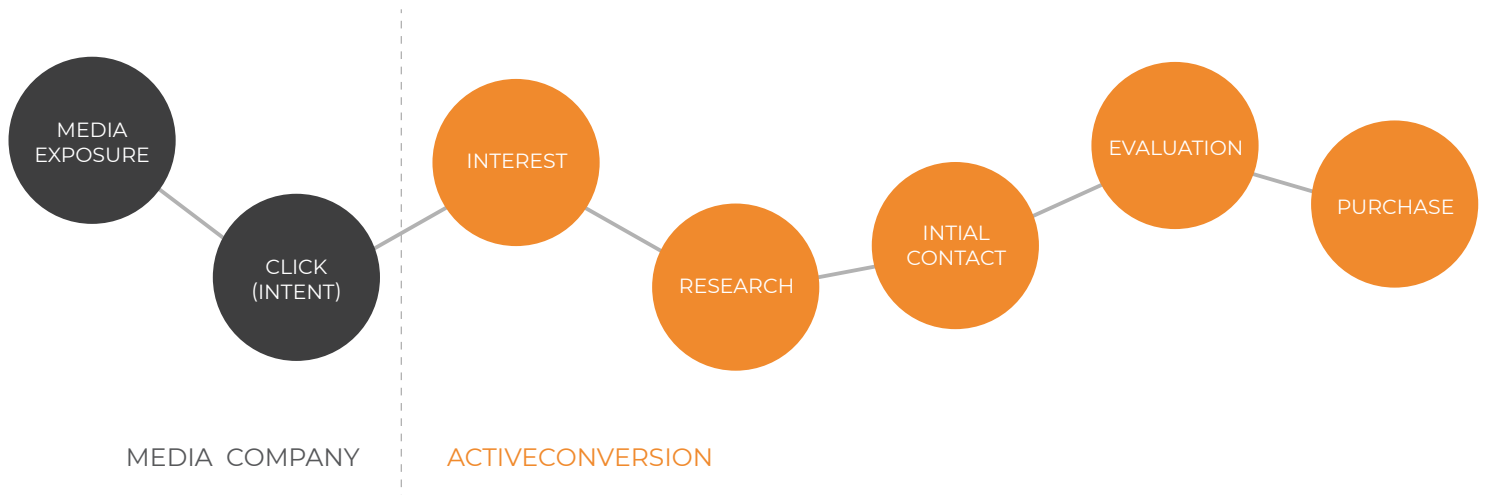 MEDIA
EXPOSURE
CLICK
(INTENT)
INTEREST
RESEARCH
INTIAL
CONTACT
EVALUATION
PURCHASE
MEDIA COMPANY
ACTIVECONVERSION